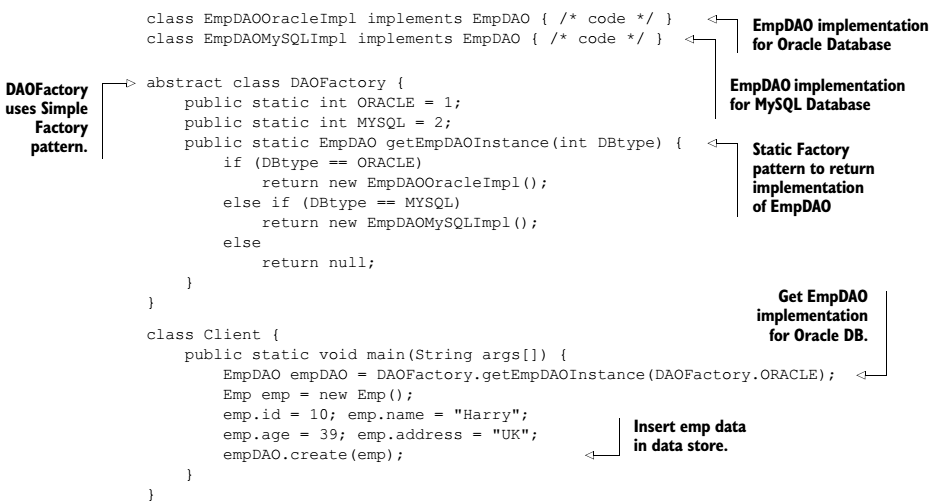 class EmpDAOOracleImpl implements EmpDAO { /* code */ }
class EmpDAOMySQLImpl implements EmpDAO { /* code */ }
EmpDAO implementation
for Oracle Database
EmpDAO implementation
for MySQL Database
DAOFactory
uses Simple
Factory
pattern.
abstract class DAOFactory {
public static int ORACLE = 1;
public static int MYSQL = 2;
public static EmpDAO getEmpDAOInstance(int DBtype) {
if (DBtype == ORACLE)
return new EmpDAOOracleImpl();
else if (DBtype == MYSQL)
return new EmpDAOMySQLImpl();
else
return null;
}
}
Static Factory
pattern to return
implementation
of EmpDAO
class Client {
public static void main(String args[]) {
EmpDAO empDAO = DAOFactory.getEmpDAOInstance(DAOFactory.ORACLE);
Emp emp = new Emp();
emp.id = 10; emp.name = "Harry";
emp.age = 39; emp.address = "UK";
empDAO.create(emp);
}
}
Get EmpDAO
implementation
for Oracle DB.
Insert emp data
in data store.